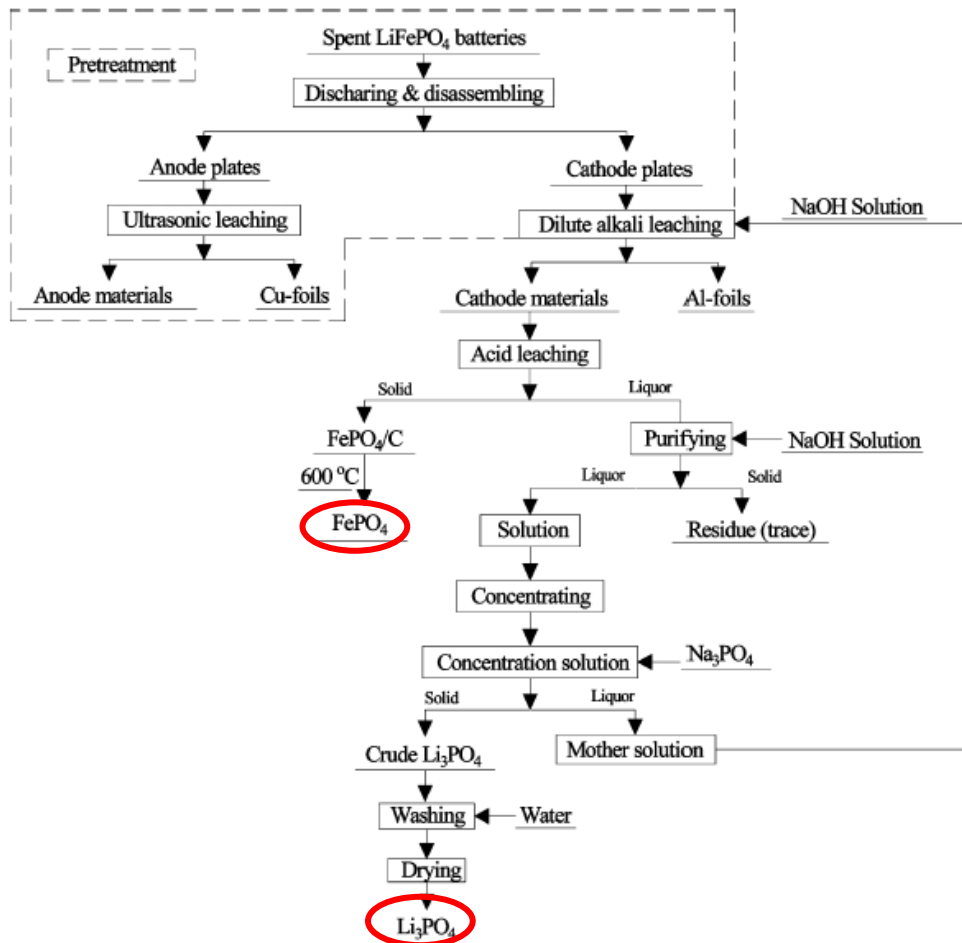 Spent LiFePO₄ batteries
Pretreatment
Discharing & disassembling
Anode plates
Cathode plates
NaOH Solution
Ultrasonic leaching
Dilute alkali leaching
Anode materials
Cu-foils
Cathode materials
Al-foils
Acid leaching
Solid
Liquor
FePO₄/C
Purifying
NaOH Solution
600 °C
Liquor
Solid
FePO₄
Solution
Residue (trace)
Concentrating
Concentration solution
Na₃PO₄
Solid
Liquor
Crude Li₃PO₄
Mother solution
Washing
Water
Drying
Li₃PO₄